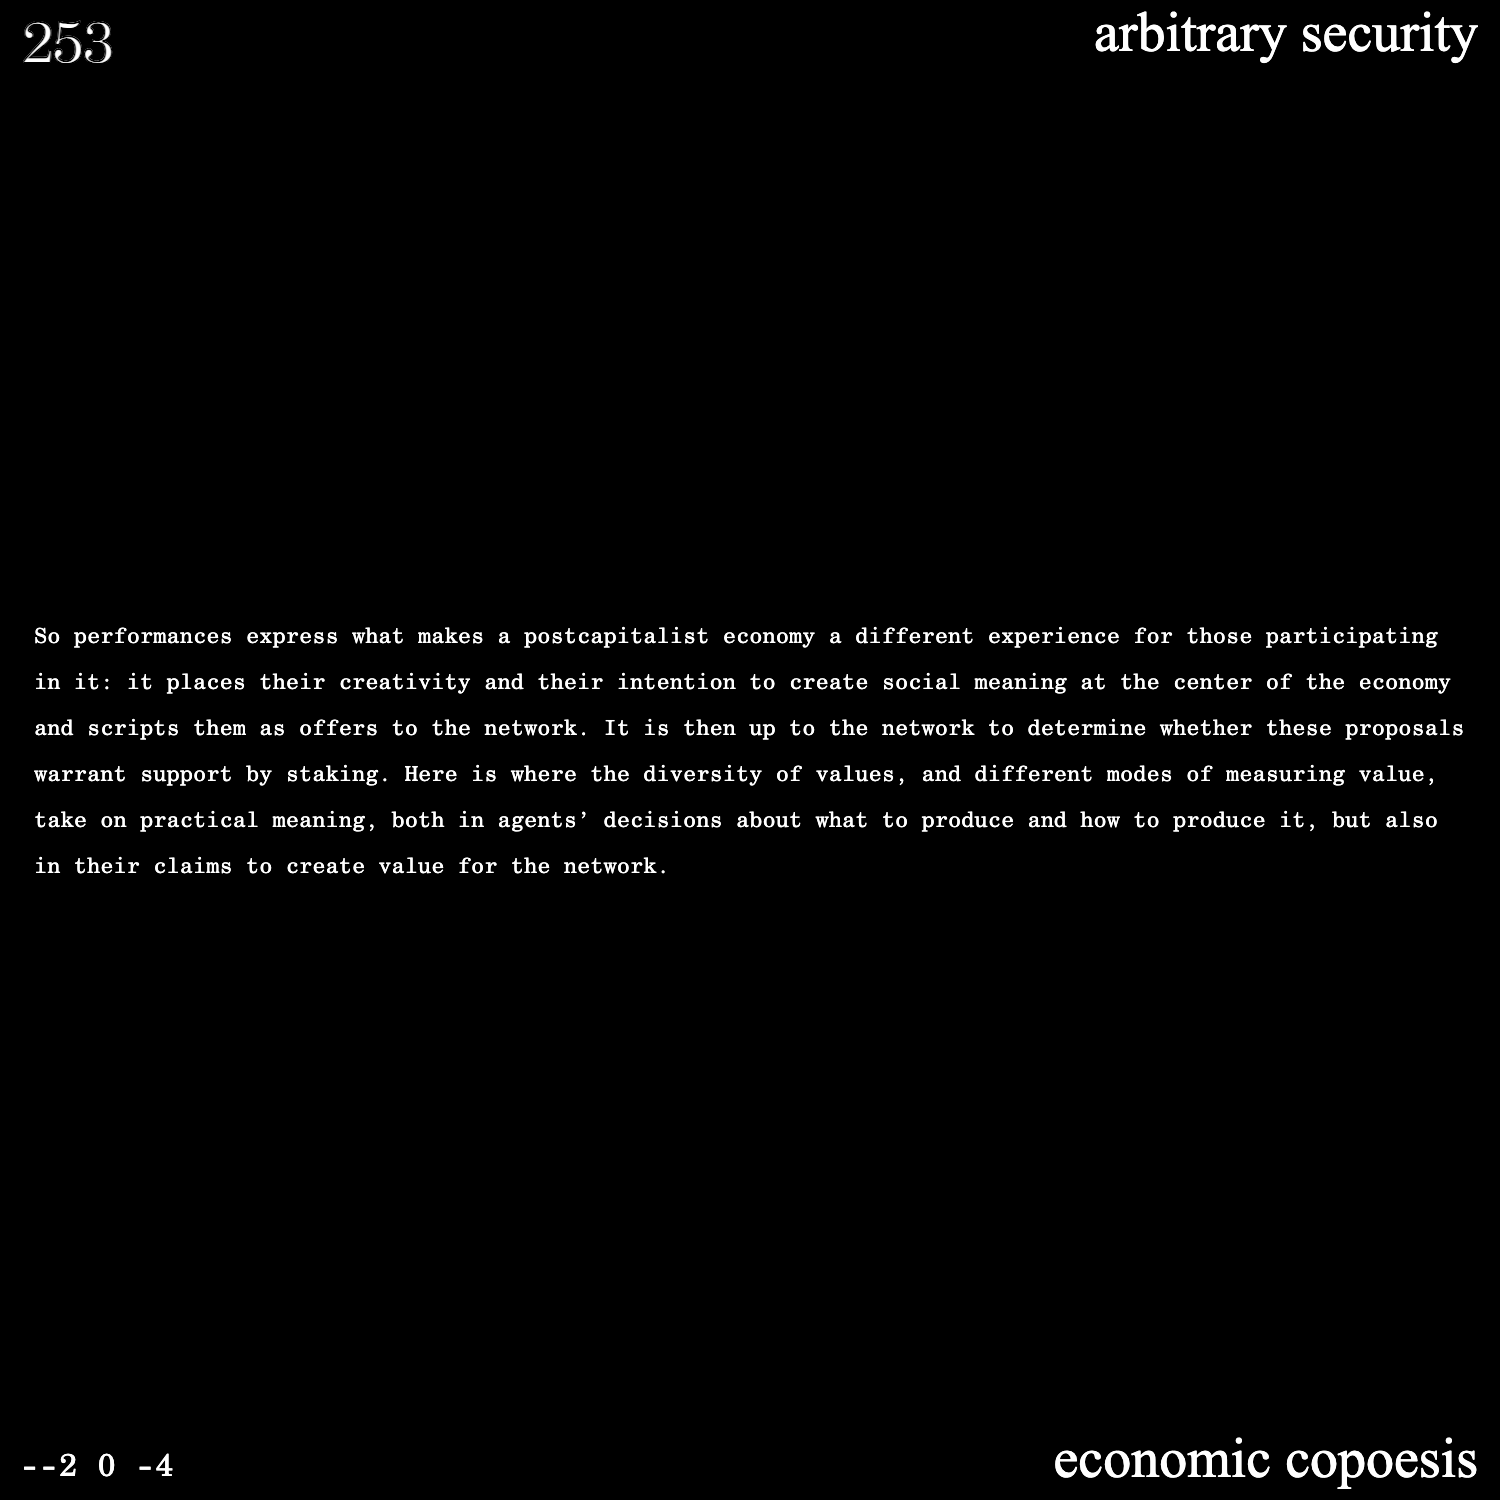 253
arbitrary security
So performances express what makes a postcapitalist economy a different experience for those participating
in it: it places their creativity and their intention to create social meaning at the center of the economy
and scripts them as offers to the network. It is then up to the network to determine whether these proposals
warrant support by staking. Here is where the diversity of values, and different modes of measuring value,
take on practical meaning, both in agents’ decisions about what to produce and how to produce it, but also
in their claims to create value for the network.
--2 0 -4
economic copoesis